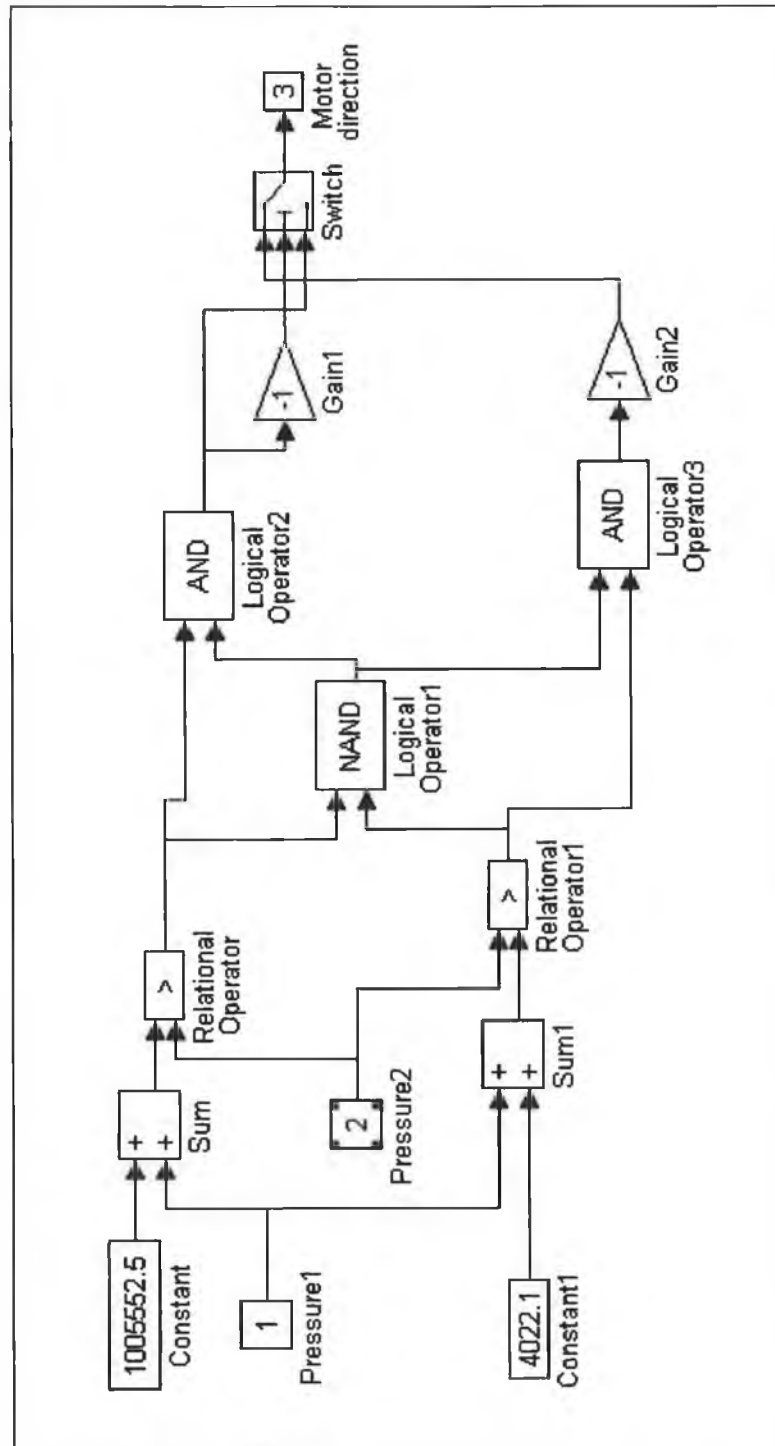 1005552.5
Constant
1
Pressure1
4022.1
Constant1
+
+
Sum
2
Pressure2
+
+
Sum1
>
Relational
Operator
>
Relational
Operator1
NAND
Logical
Operator1
AND
Logical
Operator2
AND
Logical
Operator3
-1
Gain1
-1
Gain2
Switch
3
Motor
direction